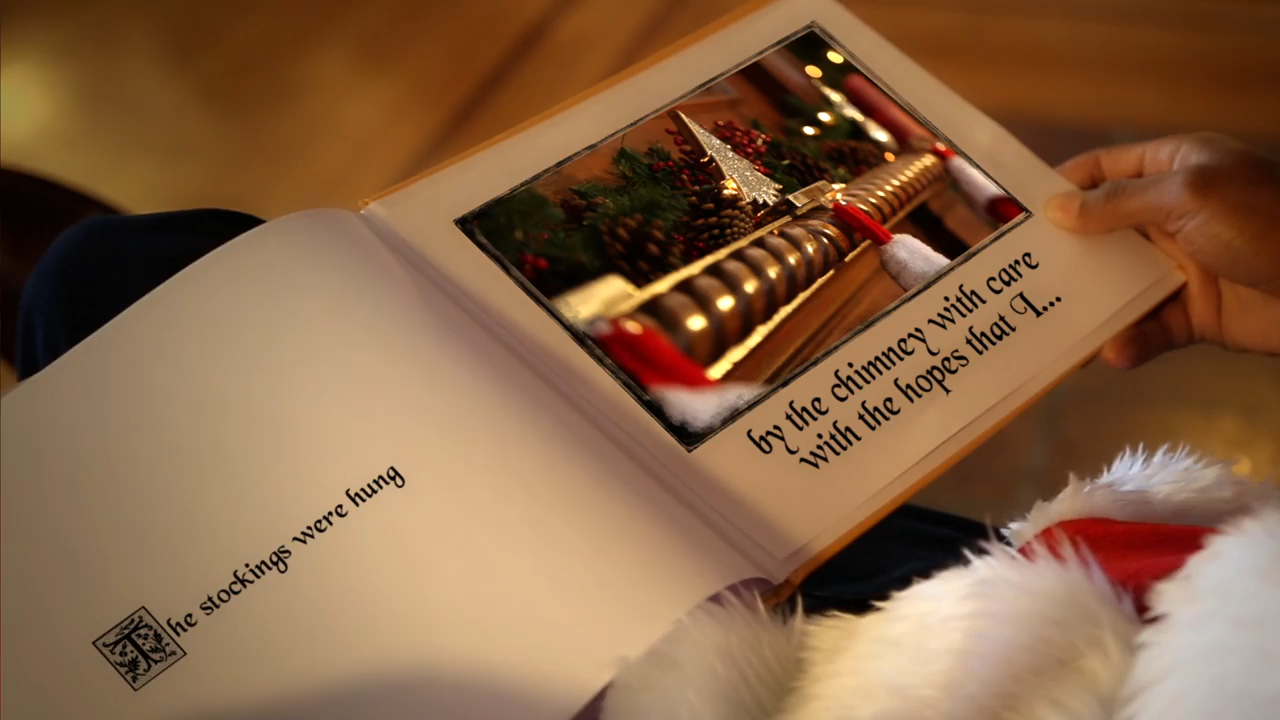 The stockings were hung
by the chimney with care
with the hopes that I...